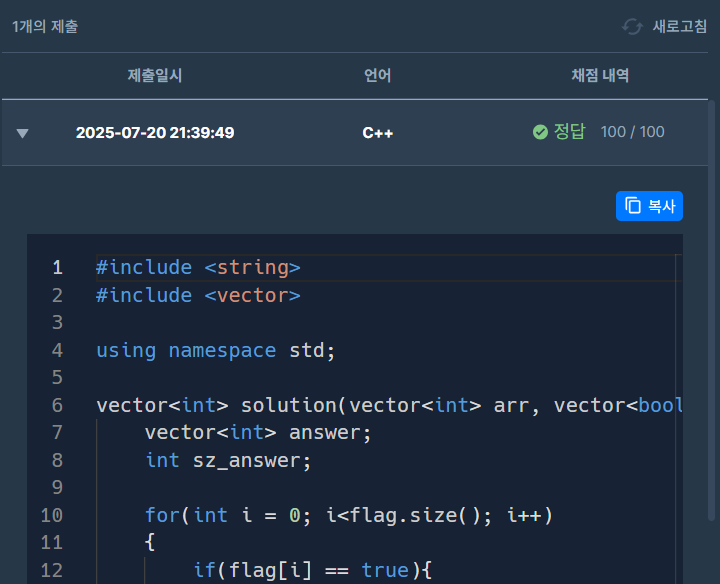 1개의 제출 새로고침
제출일시 언어 채점 내역
2025-07-20 21:39:49 C++ 정답 100 / 100
복사
1 #include <string>
2 #include <vector>
3
4 using namespace std;
5
6 vector<int> solution(vector<int> arr, vector<bool
7     vector<int> answer;
8     int sz_answer;
9
10     for(int i = 0; i<flag.size(); i++)
11     {
12         if(flag[i] == true){